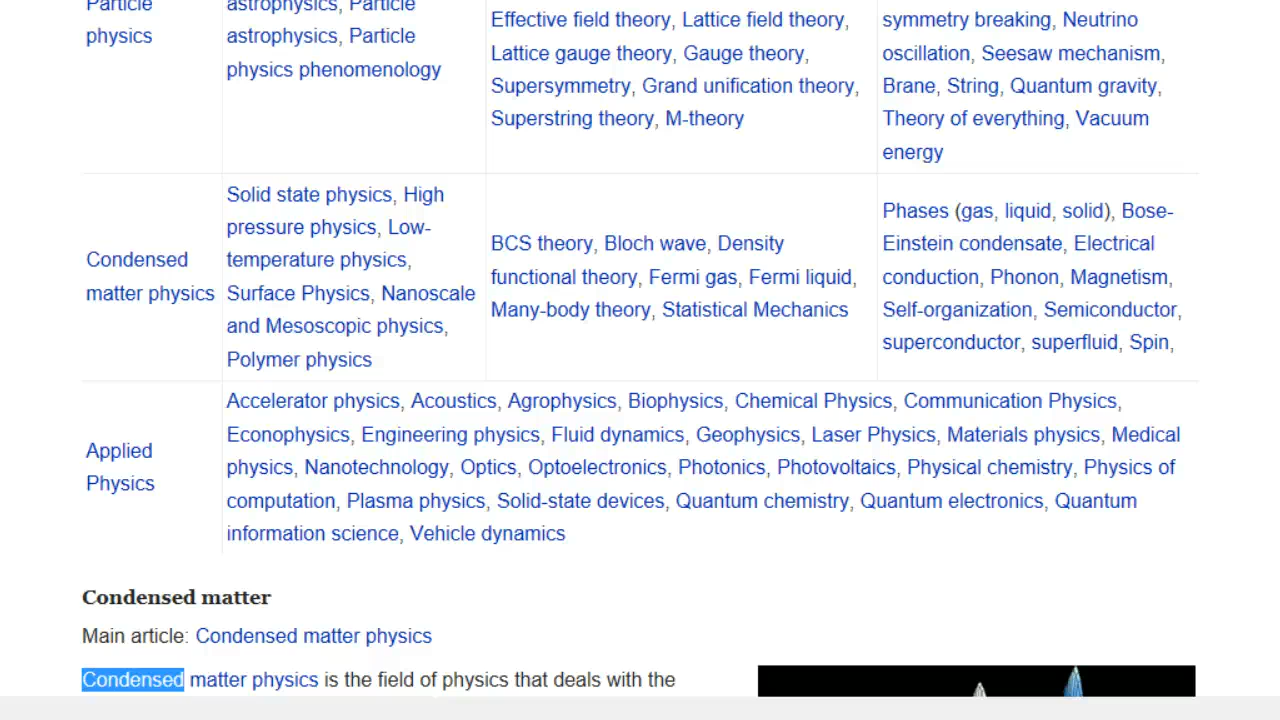 Particle
physics
astrophysics, Particle
astrophysics, Particle
physics phenomenology
Effective field theory, Lattice field theory,
Lattice gauge theory, Gauge theory,
Supersymmetry, Grand unification theory,
Superstring theory, M-theory
symmetry breaking, Neutrino
oscillation, Seesaw mechanism,
Brane, String, Quantum gravity,
Theory of everything, Vacuum
energy
Condensed
matter physics
Solid state physics, High
pressure physics, Low-
temperature physics,
Surface Physics, Nanoscale
and Mesoscopic physics,
Polymer physics
BCS theory, Bloch wave, Density
functional theory, Fermi gas, Fermi liquid,
Many-body theory, Statistical Mechanics
Phases (gas, liquid, solid), Bose-
Einstein condensate, Electrical
conduction, Phonon, Magnetism,
Self-organization, Semiconductor,
superconductor, superfluid, Spin,
Applied
Physics
Accelerator physics, Acoustics, Agrophysics, Biophysics, Chemical Physics, Communication Physics,
Econophysics, Engineering physics, Fluid dynamics, Geophysics, Laser Physics, Materials physics, Medical
physics, Nanotechnology, Optics, Optoelectronics, Photonics, Photovoltaics, Physical chemistry, Physics of
computation, Plasma physics, Solid-state devices, Quantum chemistry, Quantum electronics, Quantum
information science, Vehicle dynamics
Condensed matter
Main article: Condensed matter physics
Condensed matter physics is the field of physics that deals with the